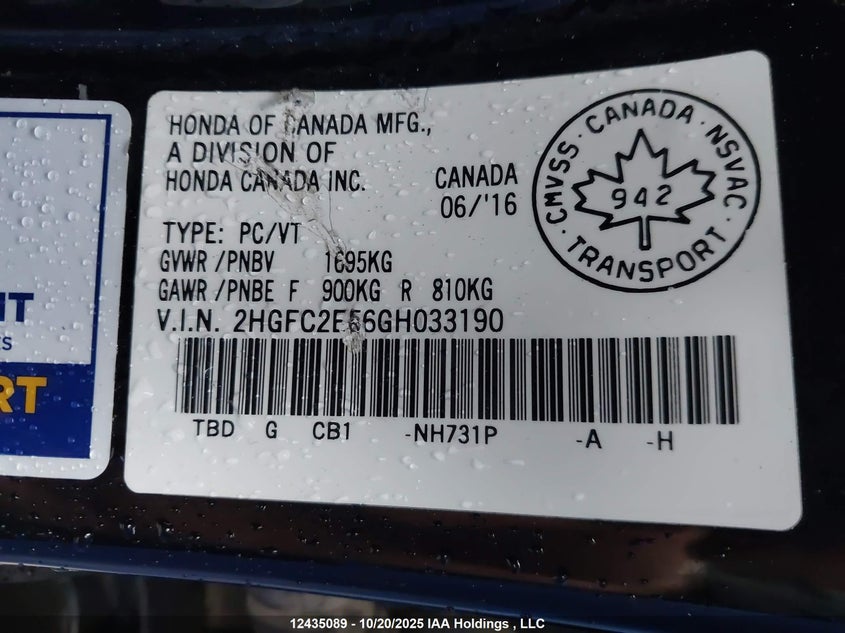 HONDA OF CANADA MFG.,
A DIVISION OF
HONDA CANADA INC.
CANADA
06/'16
TYPE: PC/VT
GVWR /PNBV 1695KG
GAWR /PNBE F 900KG R 810KG
V.I.N. 2HGFC2E56GH033190
TBD G CB1 -NH731P -A -H
CMVSS · CANADA · NSVAC · TRANSPORT ·
942
RT
12435089 - 10/20/2025 IAA Holdings , LLC